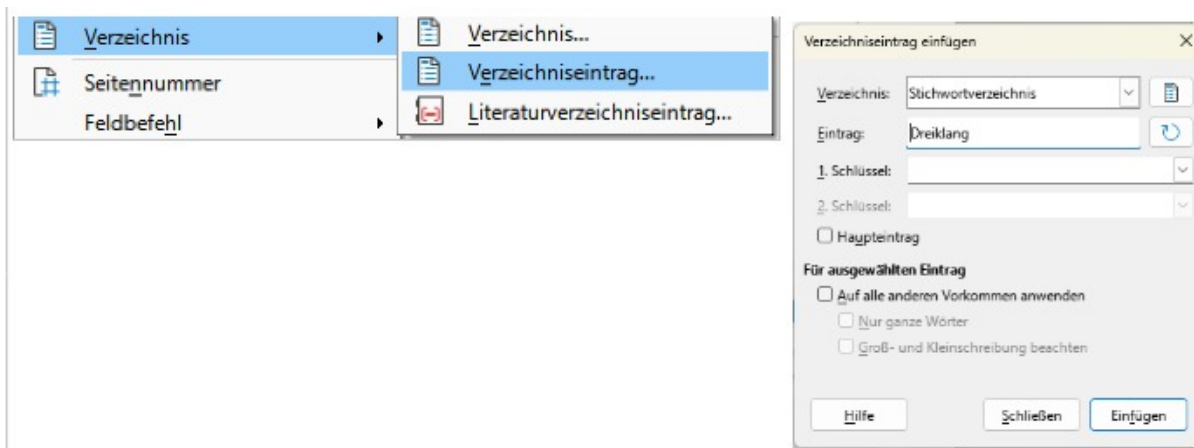 Verzeichnis
Seitennummer
Feldbefehl
Verzeichnis...
Verzeichniseintrag...
Literaturverzeichniseintrag...
Verzeichniseintrag einfügen
Verzeichnis: Stichwortverzeichnis
Eintrag: Dreiklang
1. Schlüssel:
2. Schlüssel:
Haupteintrag
Für ausgewählten Eintrag
Auf alle anderen Vorkommen anwenden
Nur ganze Wörter
Groß- und Kleinschreibung beachten
Hilfe Schließen Einfügen